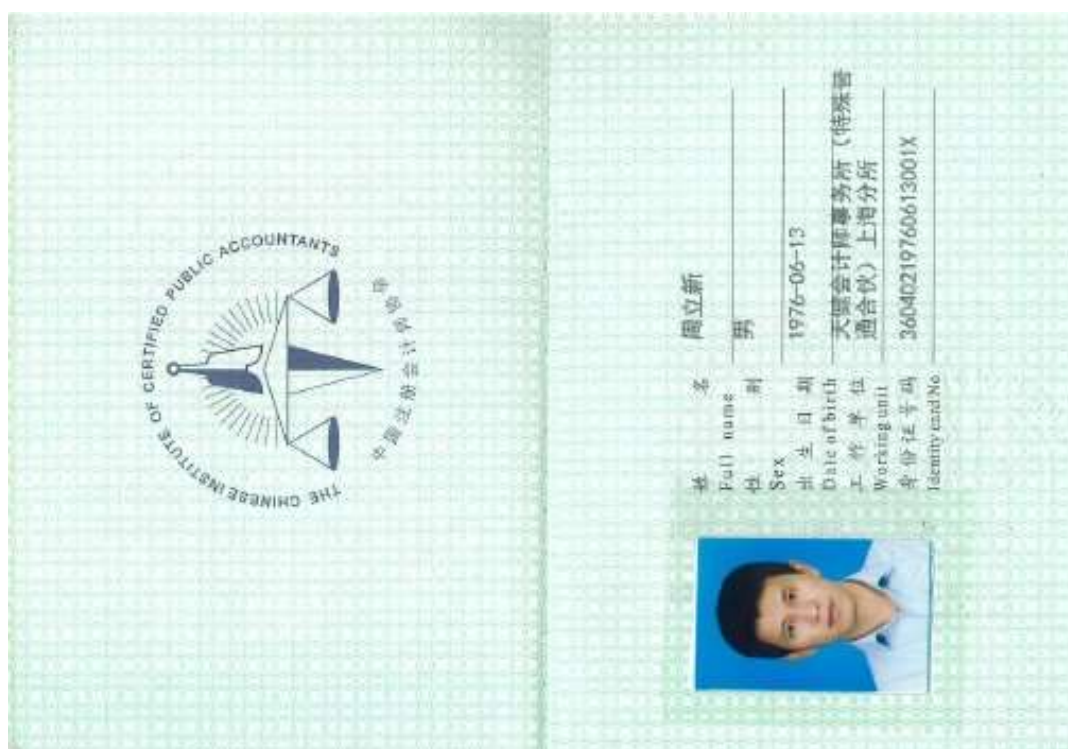 THE CHINESE INSTITUTE OF CERTIFIED PUBLIC ACCOUNTANTS
中国注册会计师协会
姓 名 周立新
Full name
性 别 男
Sex
出 生 日 期 1976-06-13
Date of birth
工 作 单 位 会计师事务所（特殊普
Working unit 通合伙）上海分所
身 份 证 号 码 36040219760613001X
Identity card No